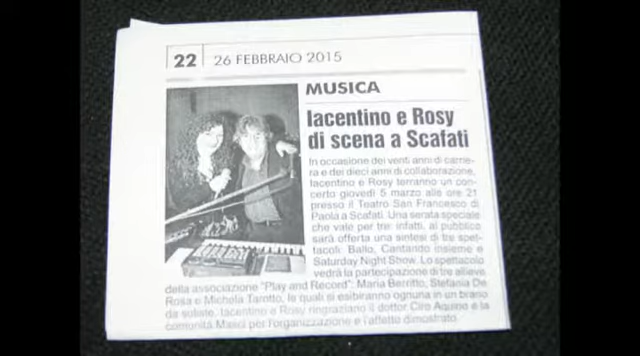 22 26 FEBBRAIO 2015
MUSICA
Iacentino e Rosy
di scena a Scafati
In occasione dei venti anni di carrie-
ra e dei dieci anni di collaborazione,
Iacentino e Rosy terranno un con-
certo giovedì 5 marzo alle ore 21
presso il Teatro San Francesco di
Paola a Scafati. Una serata speciale
che vale per tre: infatti, al pubblico
sarà offerta una sintesi di tre spet-
tacoli: Ballo, Cantando insieme e
Saturday Night Show. Lo spettacolo
vedrà la partecipazione di tre allieve
della associazione "Play and Record": Maria Berritto, Stefania De
Rosa e Michela Tarotto, le quali si esibiranno ognuna in un brano
da soliste. Iacentino e Rosy ringraziano il dottor Ciro Aquino e la
comunità Masci per l'organizzazione e l'affetto dimostrato.